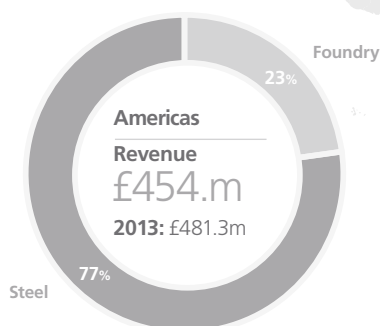 Foundry
23%
Americas
Revenue
£454.m
2013: £481.3m
77%
Steel